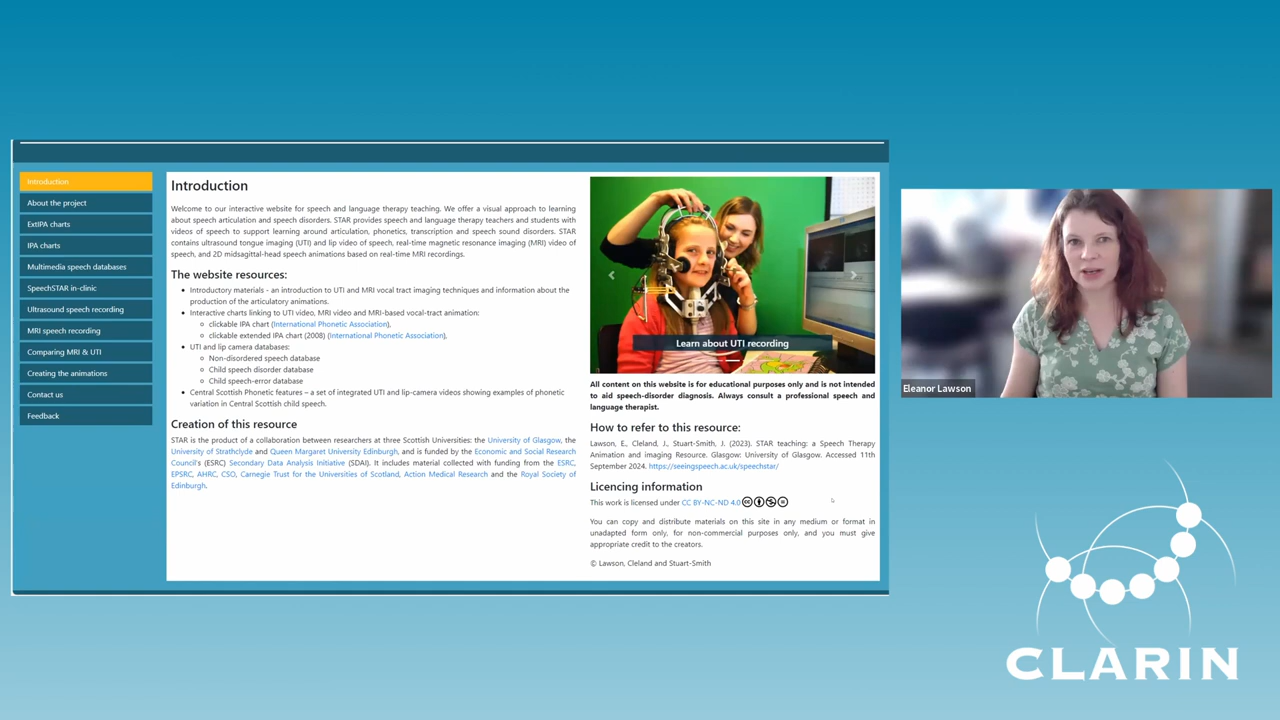 Introduction
About the project
ExtIPA charts
IPA charts
Multimedia speech databases
SpeechSTAR in-clinic
Ultrasound speech recording
MRI speech recording
Comparing MRI & UTI
Creating the animations
Contact us
Feedback
Introduction
Welcome to our interactive website for speech and language therapy teaching. We offer a visual approach to learning
about speech articulation and speech disorders. STAR provides speech and language therapy teachers and students with
videos of speech to support learning around articulation, phonetics, transcription and speech sound disorders. STAR
contains ultrasound tongue imaging (UTI) and lip video of speech, real-time magnetic resonance imaging (MRI) video of
speech, and 2D midsagittal-head speech animations based on real-time MRI recordings.
The website resources:
• Introductory materials - an introduction to UTI and MRI vocal tract imaging techniques and information about the
production of the articulatory animations.
• Interactive charts linking to UTI video, MRI video and MRI-based vocal-tract animation:
○ clickable IPA chart (International Phonetic Association),
○ clickable extended IPA chart (2008) (International Phonetic Association),
• UTI and lip camera databases:
○ Non-disordered speech database
○ Child speech disorder database
○ Child speech-error database
• Central Scottish Phonetic features – a set of integrated UTI and lip-camera videos showing examples of phonetic
variation in Central Scottish child speech.
Creation of this resource
STAR is the product of a collaboration between researchers at three Scottish Universities: the University of Glasgow, the
University of Strathclyde and Queen Margaret University Edinburgh, and is funded by the Economic and Social Research
Council's (ESRC) Secondary Data Analysis Initiative (SDAI). It includes material collected with funding from the ESRC,
EPSRC, AHRC, CSO, Carnegie Trust for the Universities of Scotland, Action Medical Research and the Royal Society of
Edinburgh.
Learn about UTI recording
All content on this website is for educational purposes only and is not intended
to aid speech-disorder diagnosis. Always consult a professional speech and
language therapist.
How to refer to this resource:
Lawson, E., Cleland, J., Stuart-Smith, J. (2023). STAR teaching: a Speech Therapy
Animation and imaging Resource. Glasgow: University of Glasgow. Accessed 11th
September 2024. https://seeingspeech.ac.uk/speechstar/
Licencing information
This work is licensed under CC BY-NC-ND 4.0
You can copy and distribute materials on this site in any medium or format in
unadapted form only, for non-commercial purposes only, and you must give
appropriate credit to the creators.
© Lawson, Cleland and Stuart-Smith
Eleanor Lawson
CLARIN